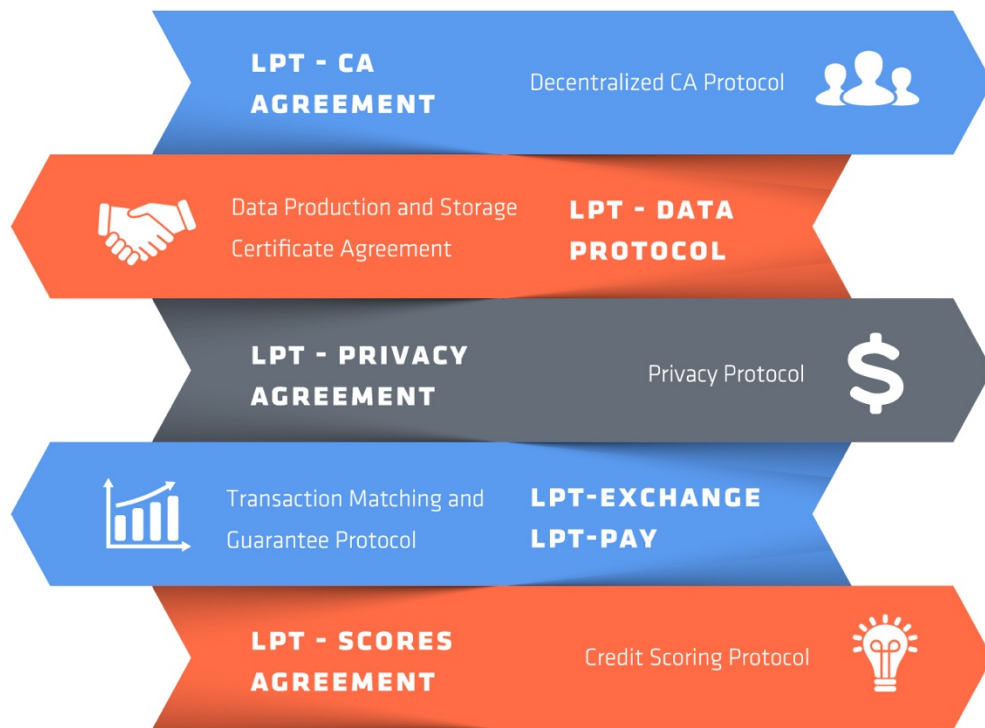 LPT - CA
AGREEMENT
Decentralized CA Protocol
Data Production and Storage
Certificate Agreement
LPT - DATA
PROTOCOL
LPT - PRIVACY
AGREEMENT
Privacy Protocol
$
Transaction Matching and
Guarantee Protocol
LPT-EXCHANGE
LPT-PAY
LPT - SCORES
AGREEMENT
Credit Scoring Protocol